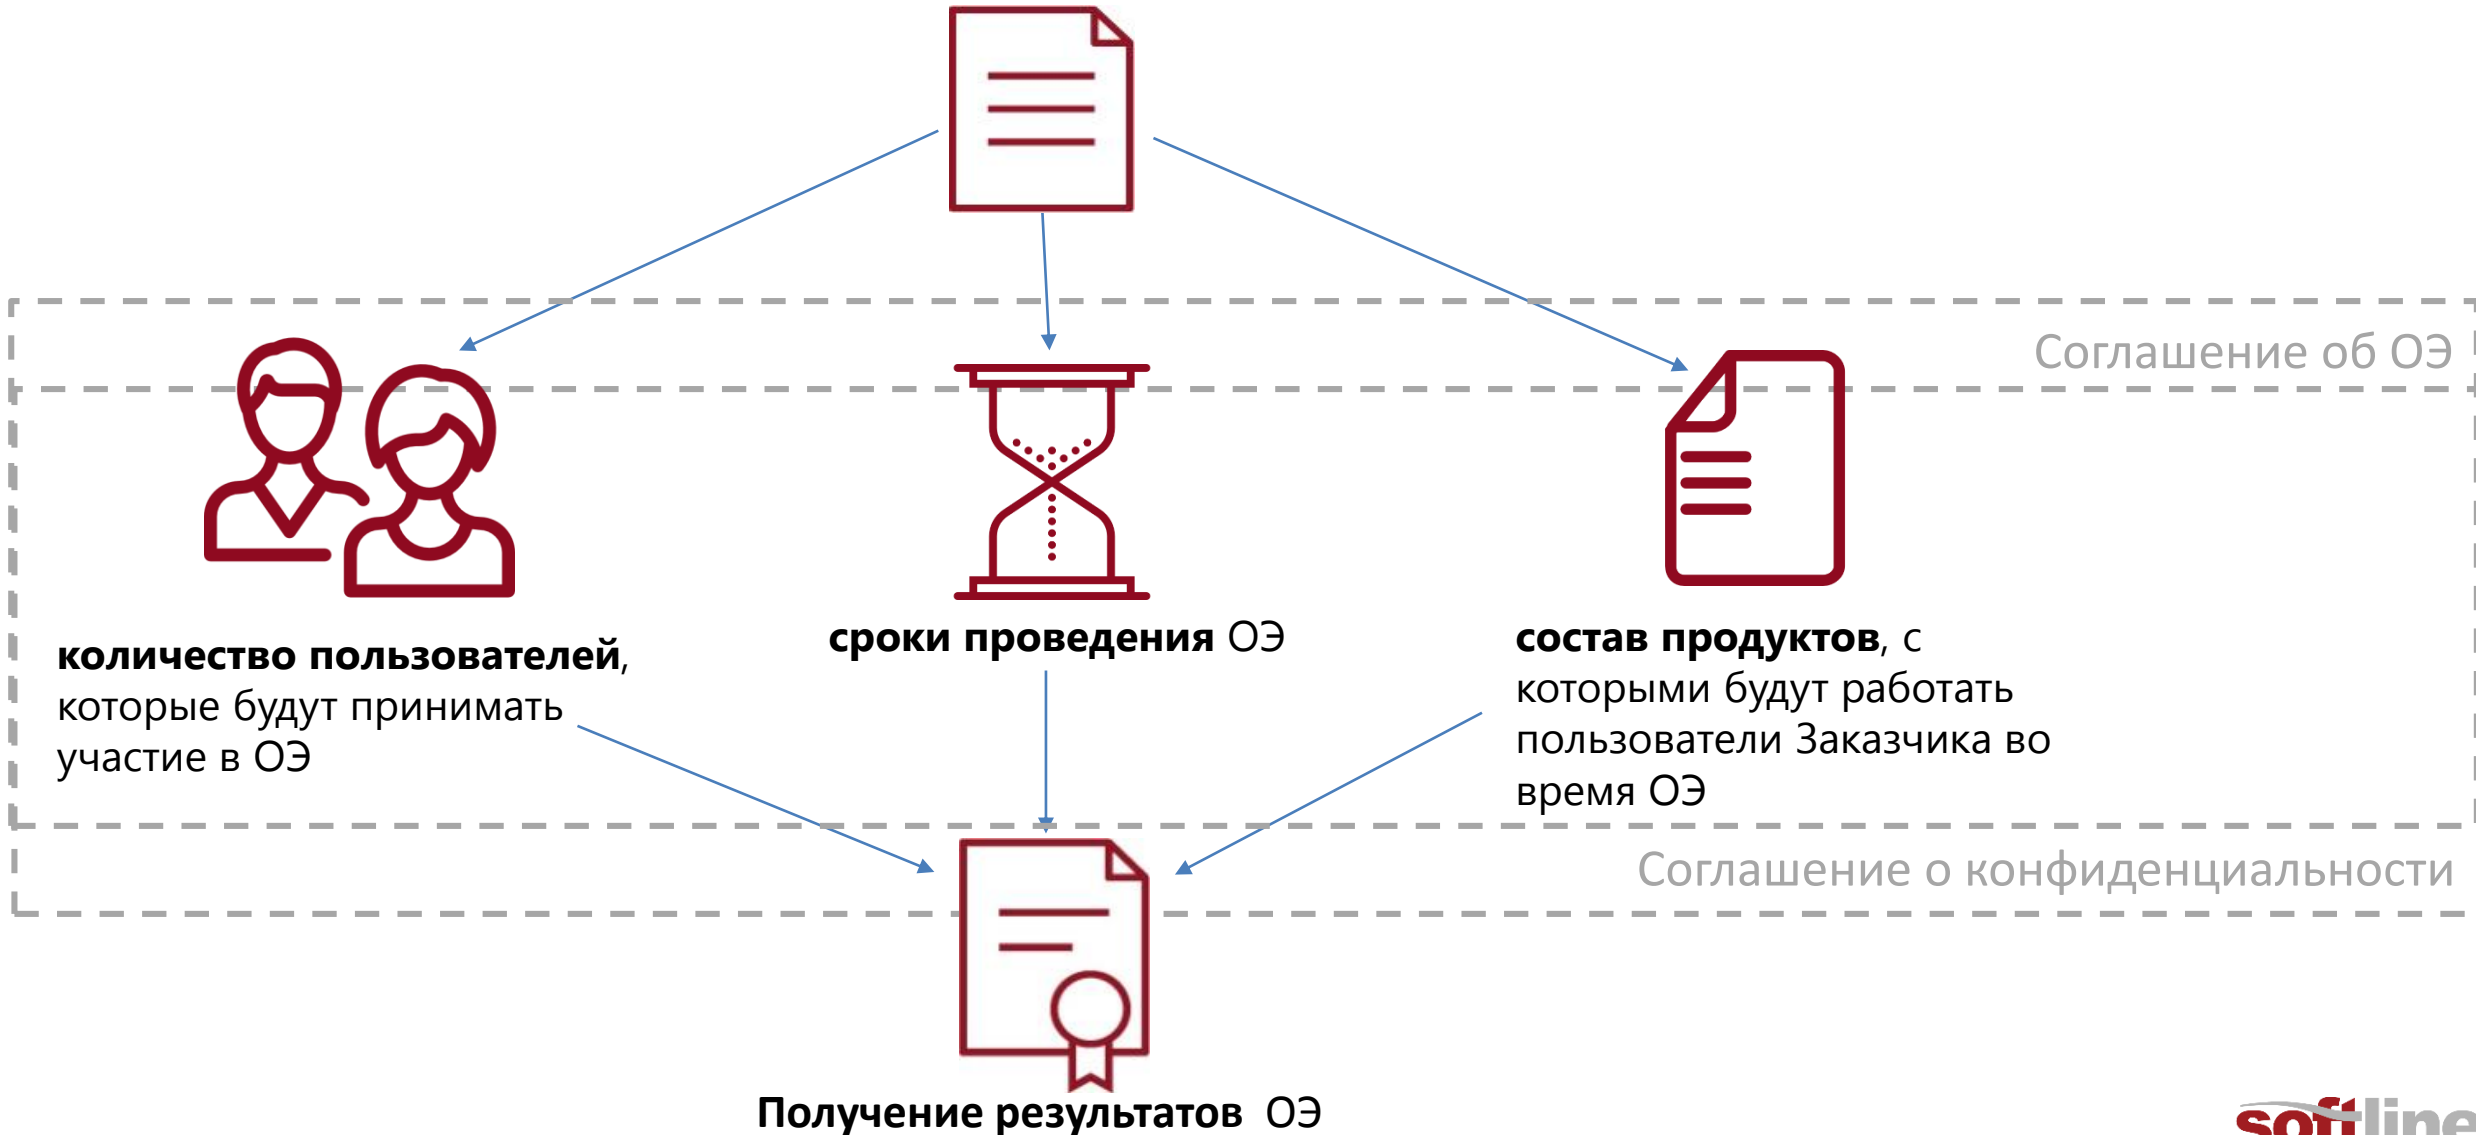 Соглашение об ОЭ
количество пользователей,
которые будут принимать
участие в ОЭ
сроки проведения ОЭ
состав продуктов, с
которыми будут работать
пользователи Заказчика во
время ОЭ
Соглашение о конфиденциальности
Получение результатов ОЭ
softline